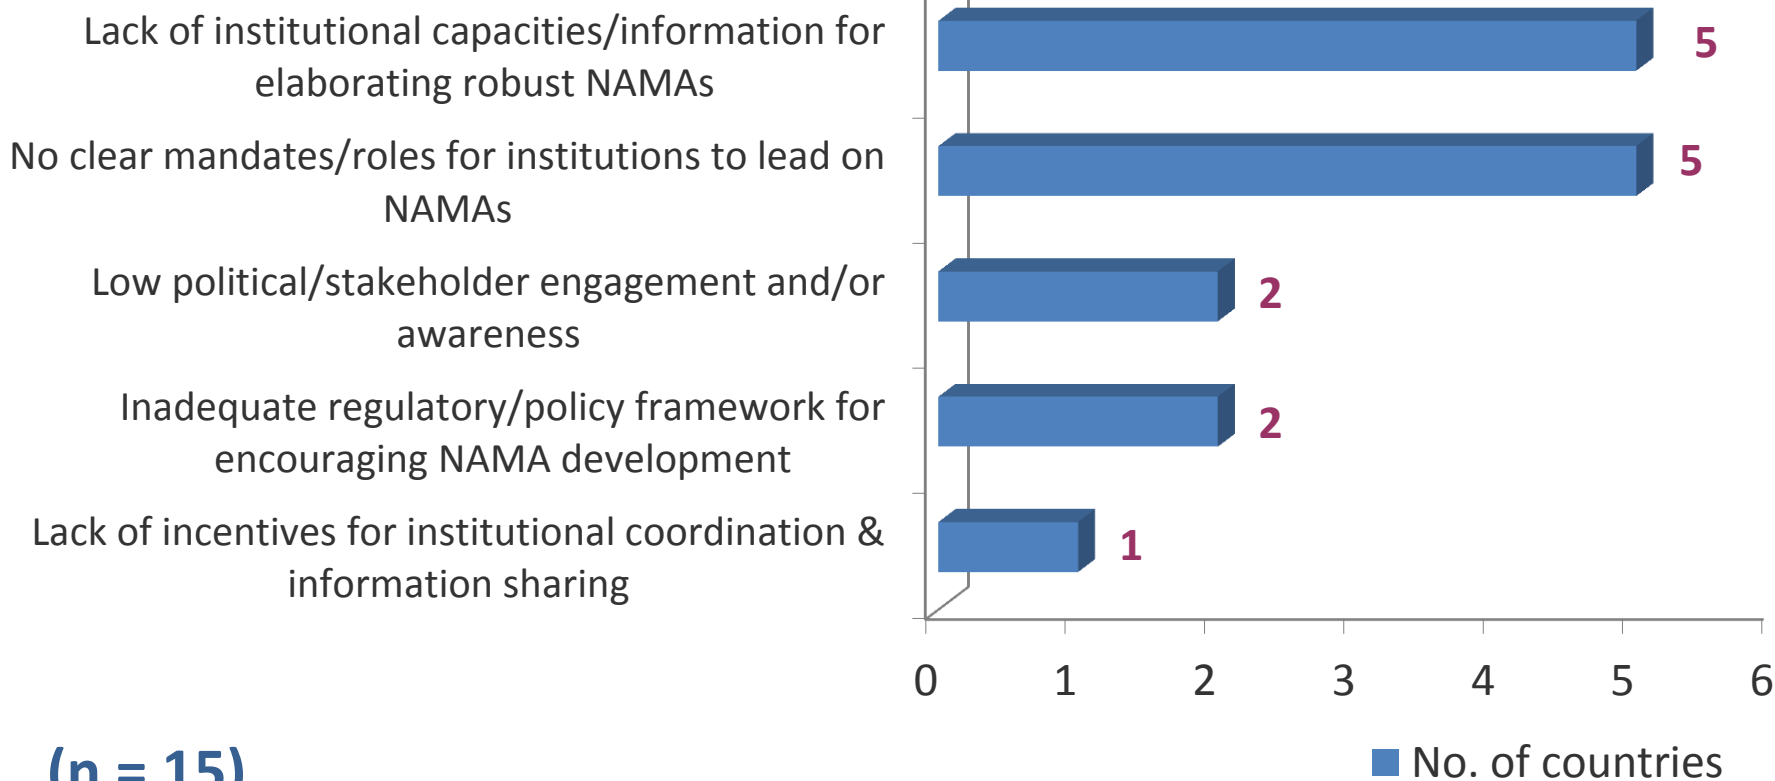 Lack of institutional capacities/information for
elaborating robust NAMAs
5
No clear mandates/roles for institutions to lead on
NAMAs
5
Low political/stakeholder engagement and/or
awareness
2
Inadequate regulatory/policy framework for
encouraging NAMA development
2
Lack of incentives for institutional coordination &
information sharing
1
0 1 2 3 4 5 6
(n = 15)
No. of countries